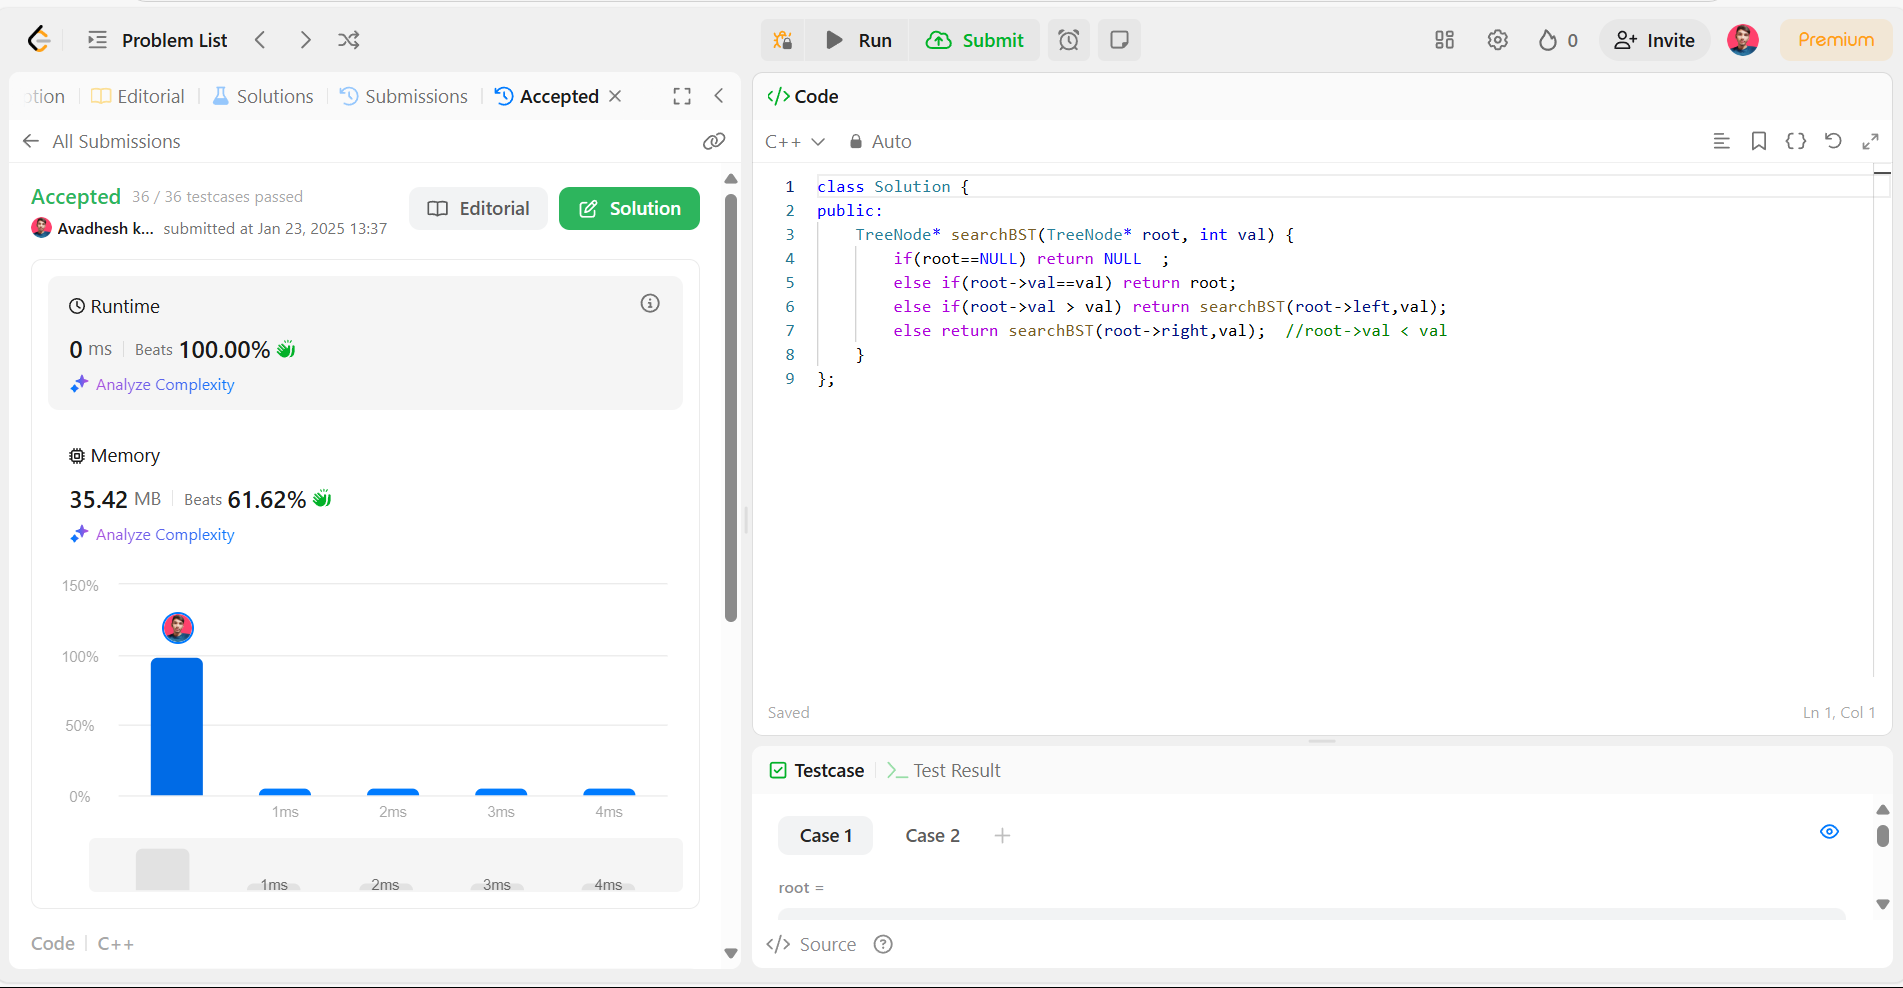 Problem List
Run
Submit
0
Invite
Premium
otion
Editorial
Solutions
Submissions
Accepted
All Submissions
Accepted 36 / 36 testcases passed
Avadhesh k... submitted at Jan 23, 2025 13:37
Editorial
Solution
Runtime
0 ms Beats 100.00%
Analyze Complexity
Memory
35.42 MB Beats 61.62%
Analyze Complexity
150%
100%
50%
0%
1ms 2ms 3ms 4ms
1ms 2ms 3ms 4ms
Code C++
</> Code
C++ Auto
1 class Solution {
2 public:
3     TreeNode* searchBST(TreeNode* root, int val) {
4         if(root==NULL) return NULL  ;
5         else if(root->val==val) return root;
6         else if(root->val > val) return searchBST(root->left,val);
7         else return searchBST(root->right,val);  //root->val < val
8     }
9 };
Saved
Ln 1, Col 1
Testcase
Test Result
Case 1
Case 2
root =
</> Source